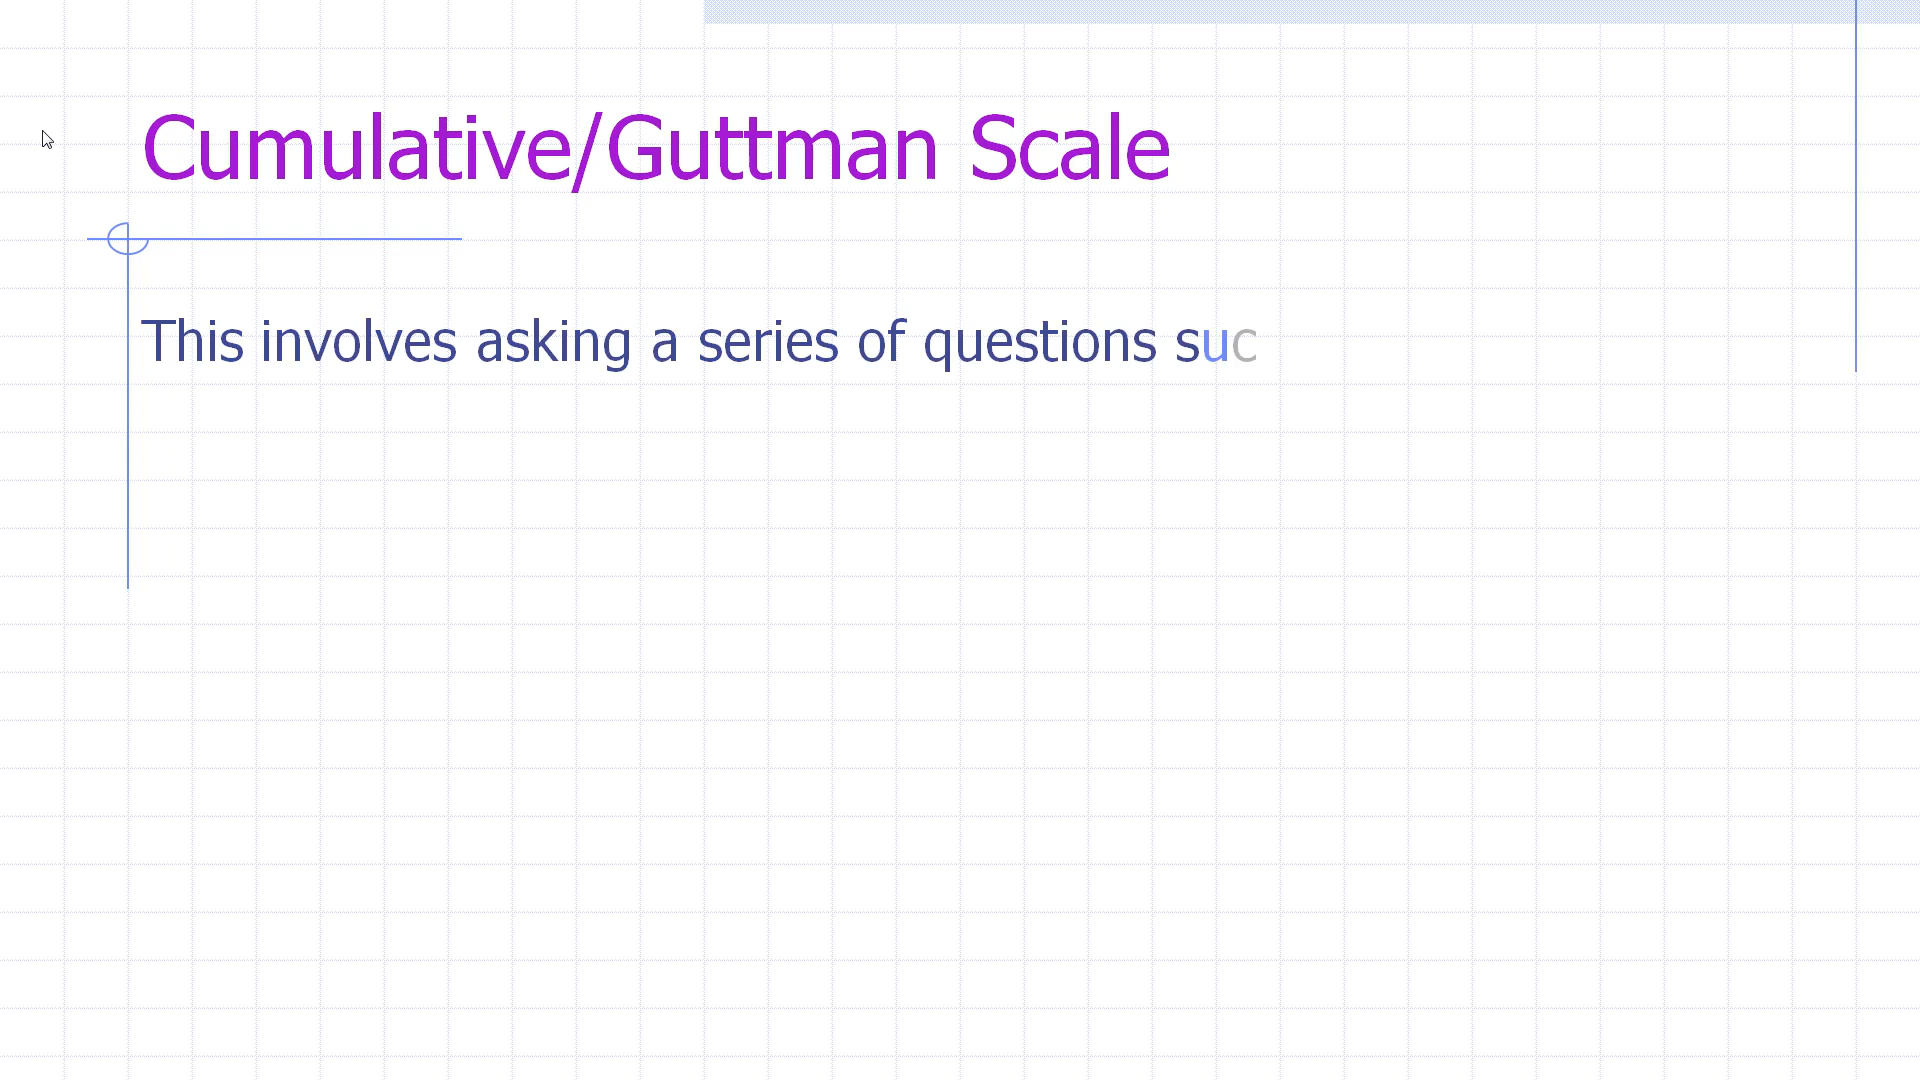 Cumulative/Guttman Scale
This involves asking a series of questions suc